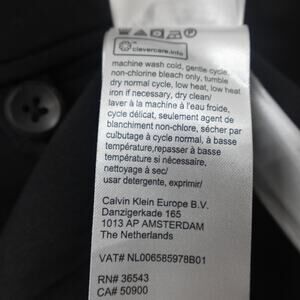 clevercare.info
machine wash cold, gentle cycle,
non-chlorine bleach only, tumble
dry normal cycle, low heat, low heat
iron if necessary, dry clean/
laver à la machine à l'eau froide,
cycle délicat, seulement agent de
blanchiment non-chlore, sécher par
culbutage à cycle normal, à basse
température,repasser à basse
température si nécessaire,
nettoyage à sec/
usar detergente, exprimir/
Calvin Klein Europe B.V.
Danzigerkade 165
1013 AP AMSTERDAM
The Netherlands
VAT# NL006585978B01
RN# 36543
CA# 50900